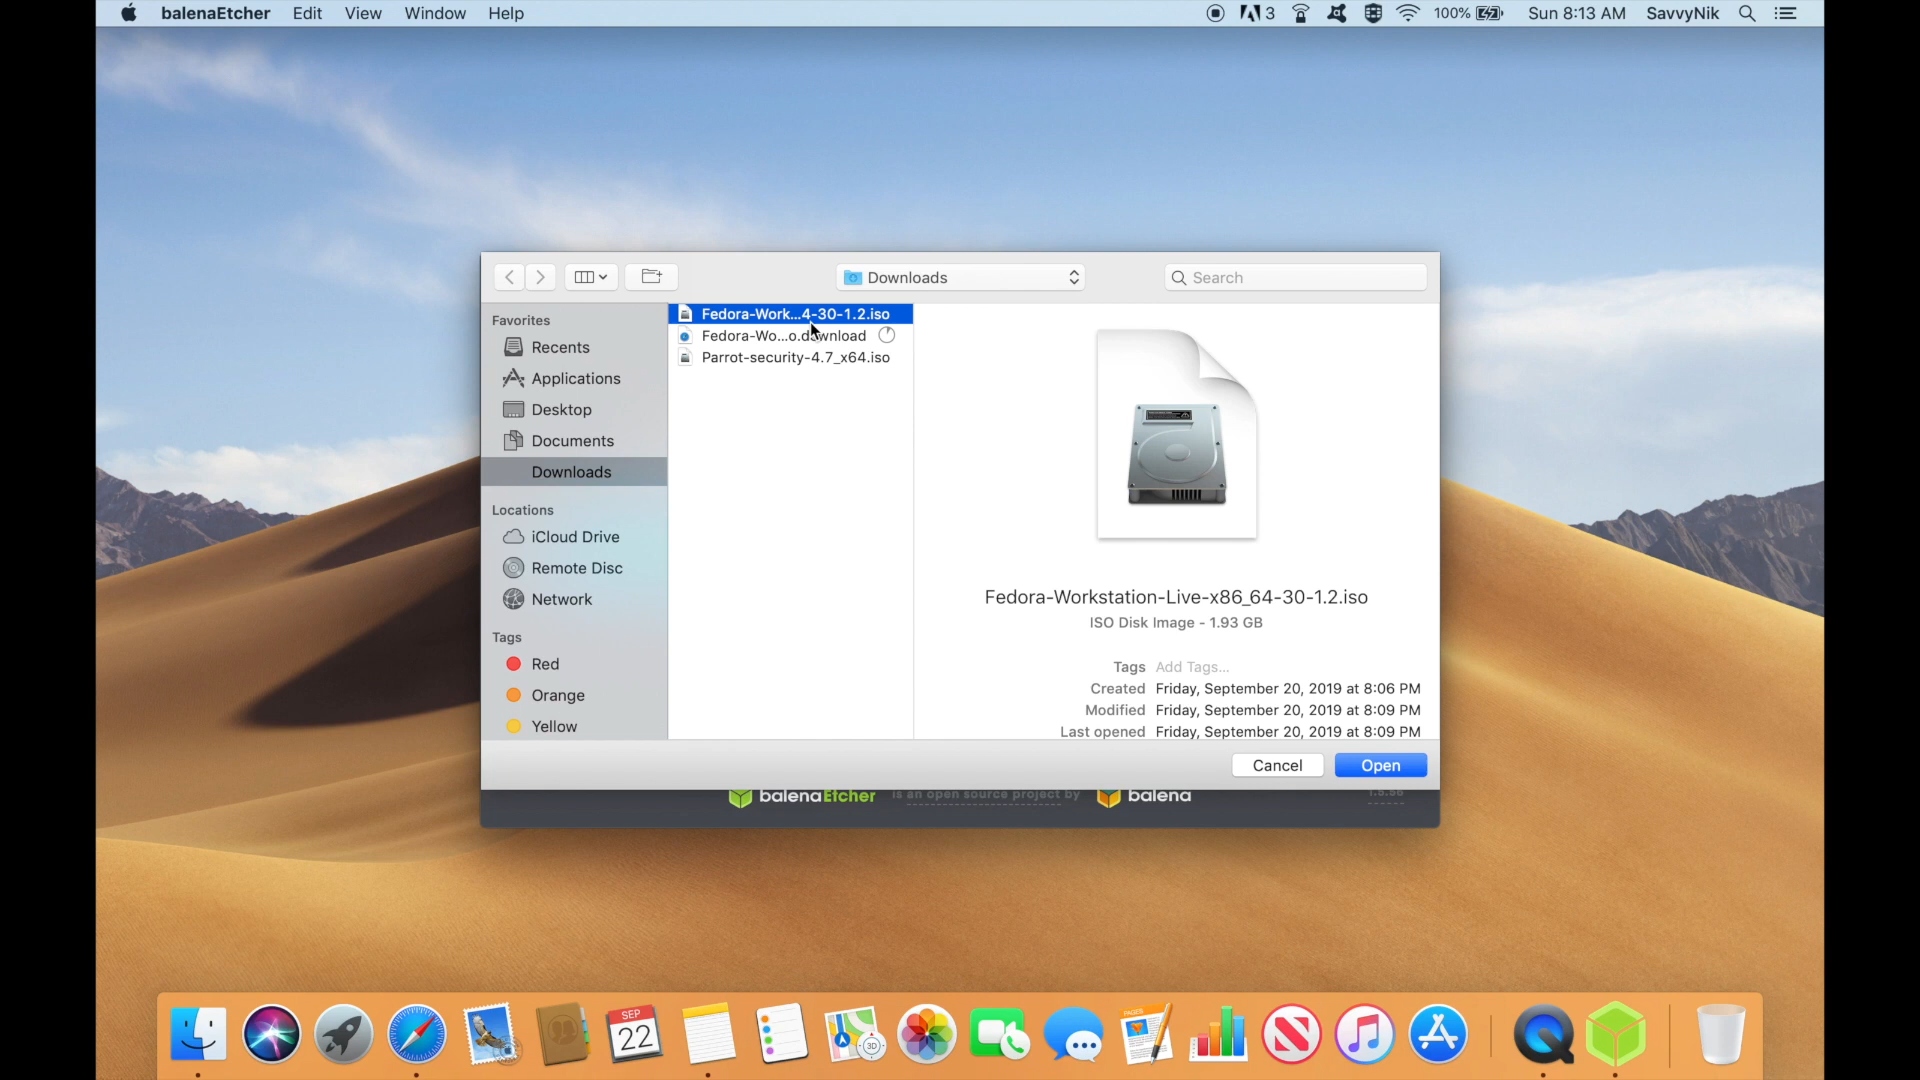 balenaEtcher Edit View Window Help 3 100% Sun 8:13 AM SavvyNik
Downloads Search
Favorites
Recents
Applications
Desktop
Documents
Downloads
Locations
iCloud Drive
Remote Disc
Network
Tags
Red
Orange
Yellow
Fedora-Work...4-30-1.2.iso
Fedora-Wo...o.download
Parrot-security-4.7_x64.iso
Fedora-Workstation-Live-x86_64-30-1.2.iso
ISO Disk Image - 1.93 GB
Tags Add Tags...
Created Friday, September 20, 2019 at 8:06 PM
Modified Friday, September 20, 2019 at 8:09 PM
Last opened Friday, September 20, 2019 at 8:09 PM
Cancel Open
balenaEtcher is an open source project by balena
SEP
22
3D
PAGES